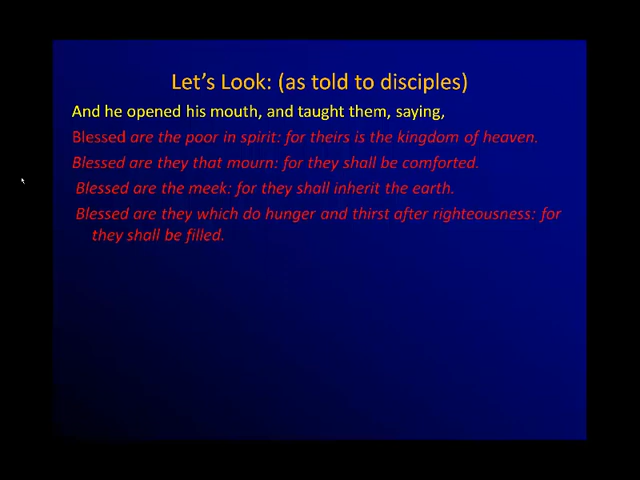 Let's Look: (as told to disciples)
And he opened his mouth, and taught them, saying,
Blessed are the poor in spirit: for theirs is the kingdom of heaven.
Blessed are they that mourn: for they shall be comforted.
Blessed are the meek: for they shall inherit the earth.
Blessed are they which do hunger and thirst after righteousness: for
they shall be filled.